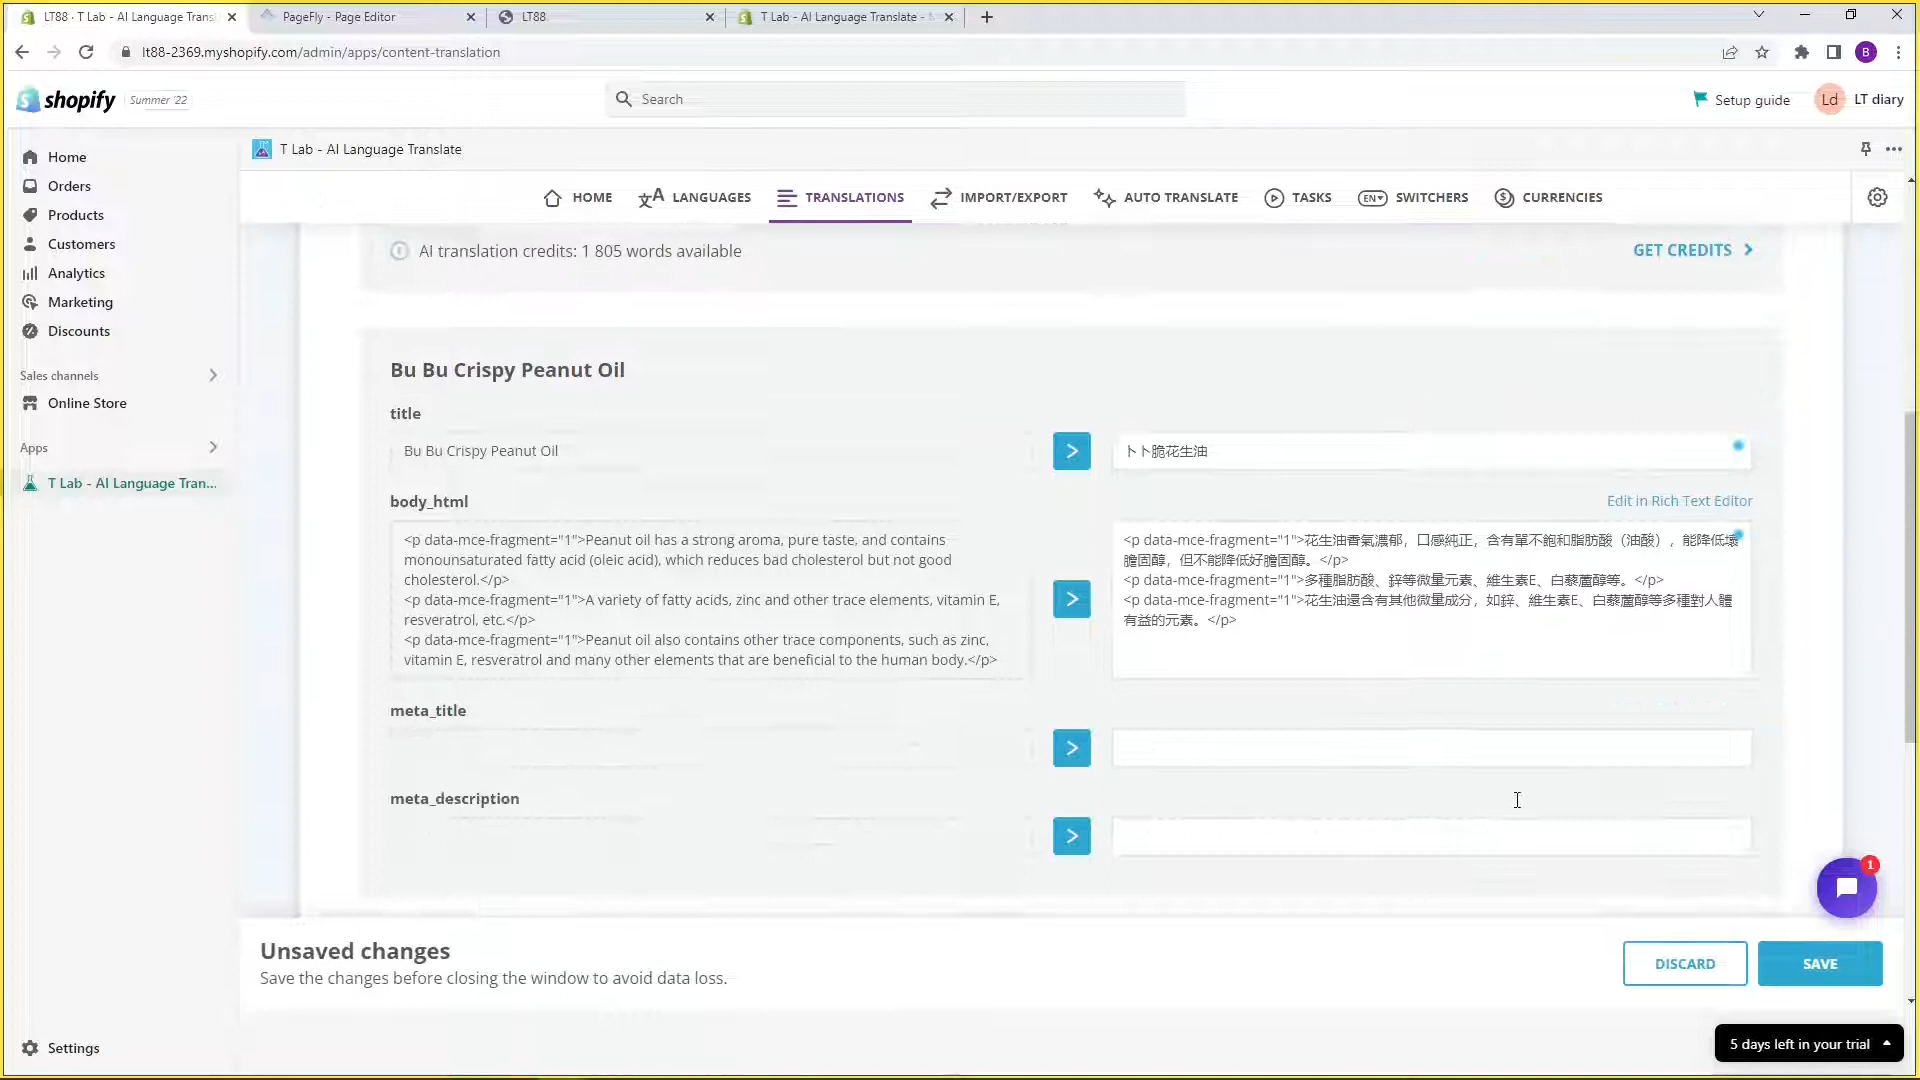 LT88 · T Lab - AI Language Transl
PageFly - Page Editor
LT88
T Lab - AI Language Translate -
lt88-2369.myshopify.com/admin/apps/content-translation
B
shopify
Summer '22
Search
Setup guide
Ld
LT diary
Home
Orders
Products
Customers
Analytics
Marketing
Discounts
Sales channels
Online Store
Apps
T Lab - AI Language Tran...
Settings
T Lab - AI Language Translate
HOME
LANGUAGES
TRANSLATIONS
IMPORT/EXPORT
AUTO TRANSLATE
TASKS
EN
SWITCHERS
CURRENCIES
AI translation credits: 1 805 words available
GET CREDITS
Bu Bu Crispy Peanut Oil
title
Bu Bu Crispy Peanut Oil
卜卜脆花生油
body_html
Edit in Rich Text Editor
<p data-mce-fragment="1">Peanut oil has a strong aroma, pure taste, and contains
monounsaturated fatty acid (oleic acid), which reduces bad cholesterol but not good
cholesterol.</p>
<p data-mce-fragment="1">A variety of fatty acids, zinc and other trace elements, vitamin E,
resveratrol, etc.</p>
<p data-mce-fragment="1">Peanut oil also contains other trace components, such as zinc,
vitamin E, resveratrol and many other elements that are beneficial to the human body.</p>
<p data-mce-fragment="1">花生油香氣濃郁，口感純正，含有單不飽和脂肪酸（油酸），能降低壞
膽固醇，但不能降低好膽固醇。</p>
<p data-mce-fragment="1">多種脂肪酸、鋅等微量元素、維生素E、白藜蘆醇等。</p>
<p data-mce-fragment="1">花生油還含有其他微量成分，如鋅、維生素E、白藜蘆醇等多種對人體
有益的元素。</p>
meta_title
meta_description
1
Unsaved changes
Save the changes before closing the window to avoid data loss.
DISCARD
SAVE
5 days left in your trial